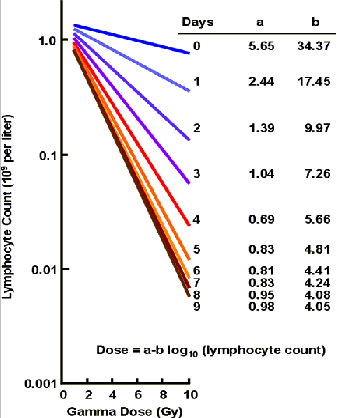 Days a b
1.0
0 5.65 34.37
1 2.44 17.45
2 1.39 9.97
0.1
3 1.04 7.26
4 0.69 5.66
5 0.83 4.81
0.01
6 0.81 4.41
7 0.83 4.24
8 0.95 4.08
9 0.98 4.05
Dose = a-b log10 (lymphocyte count)
0.001
0 2 4 6 8 10
Gamma Dose (Gy)
Lymphocyte Count (10⁹ per liter)